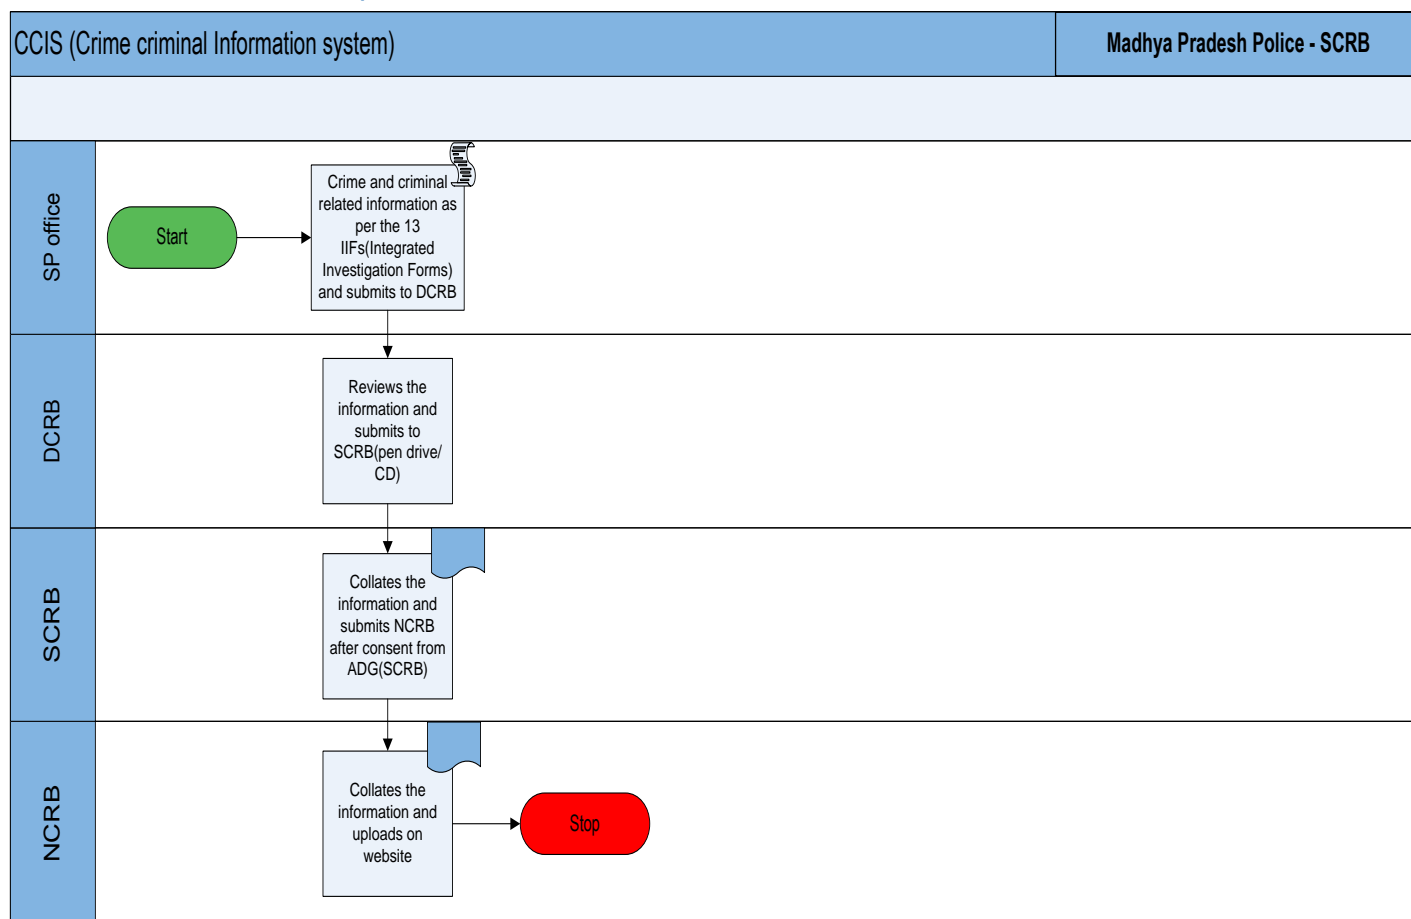 CCIS (Crime criminal Information system)
Madhya Pradesh Police - SCRB
SP office
Start
Crime and criminal
related information as
per the 13
IIFs(Integrated
Investigation Forms)
and submits to DCRB
DCRB
Reviews the
information and
submits to
SCRB(pen drive/
CD)
SCRB
Collates the
information and
submits NCRB
after consent from
ADG(SCRB)
NCRB
Collates the
information and
uploads on
website
Stop